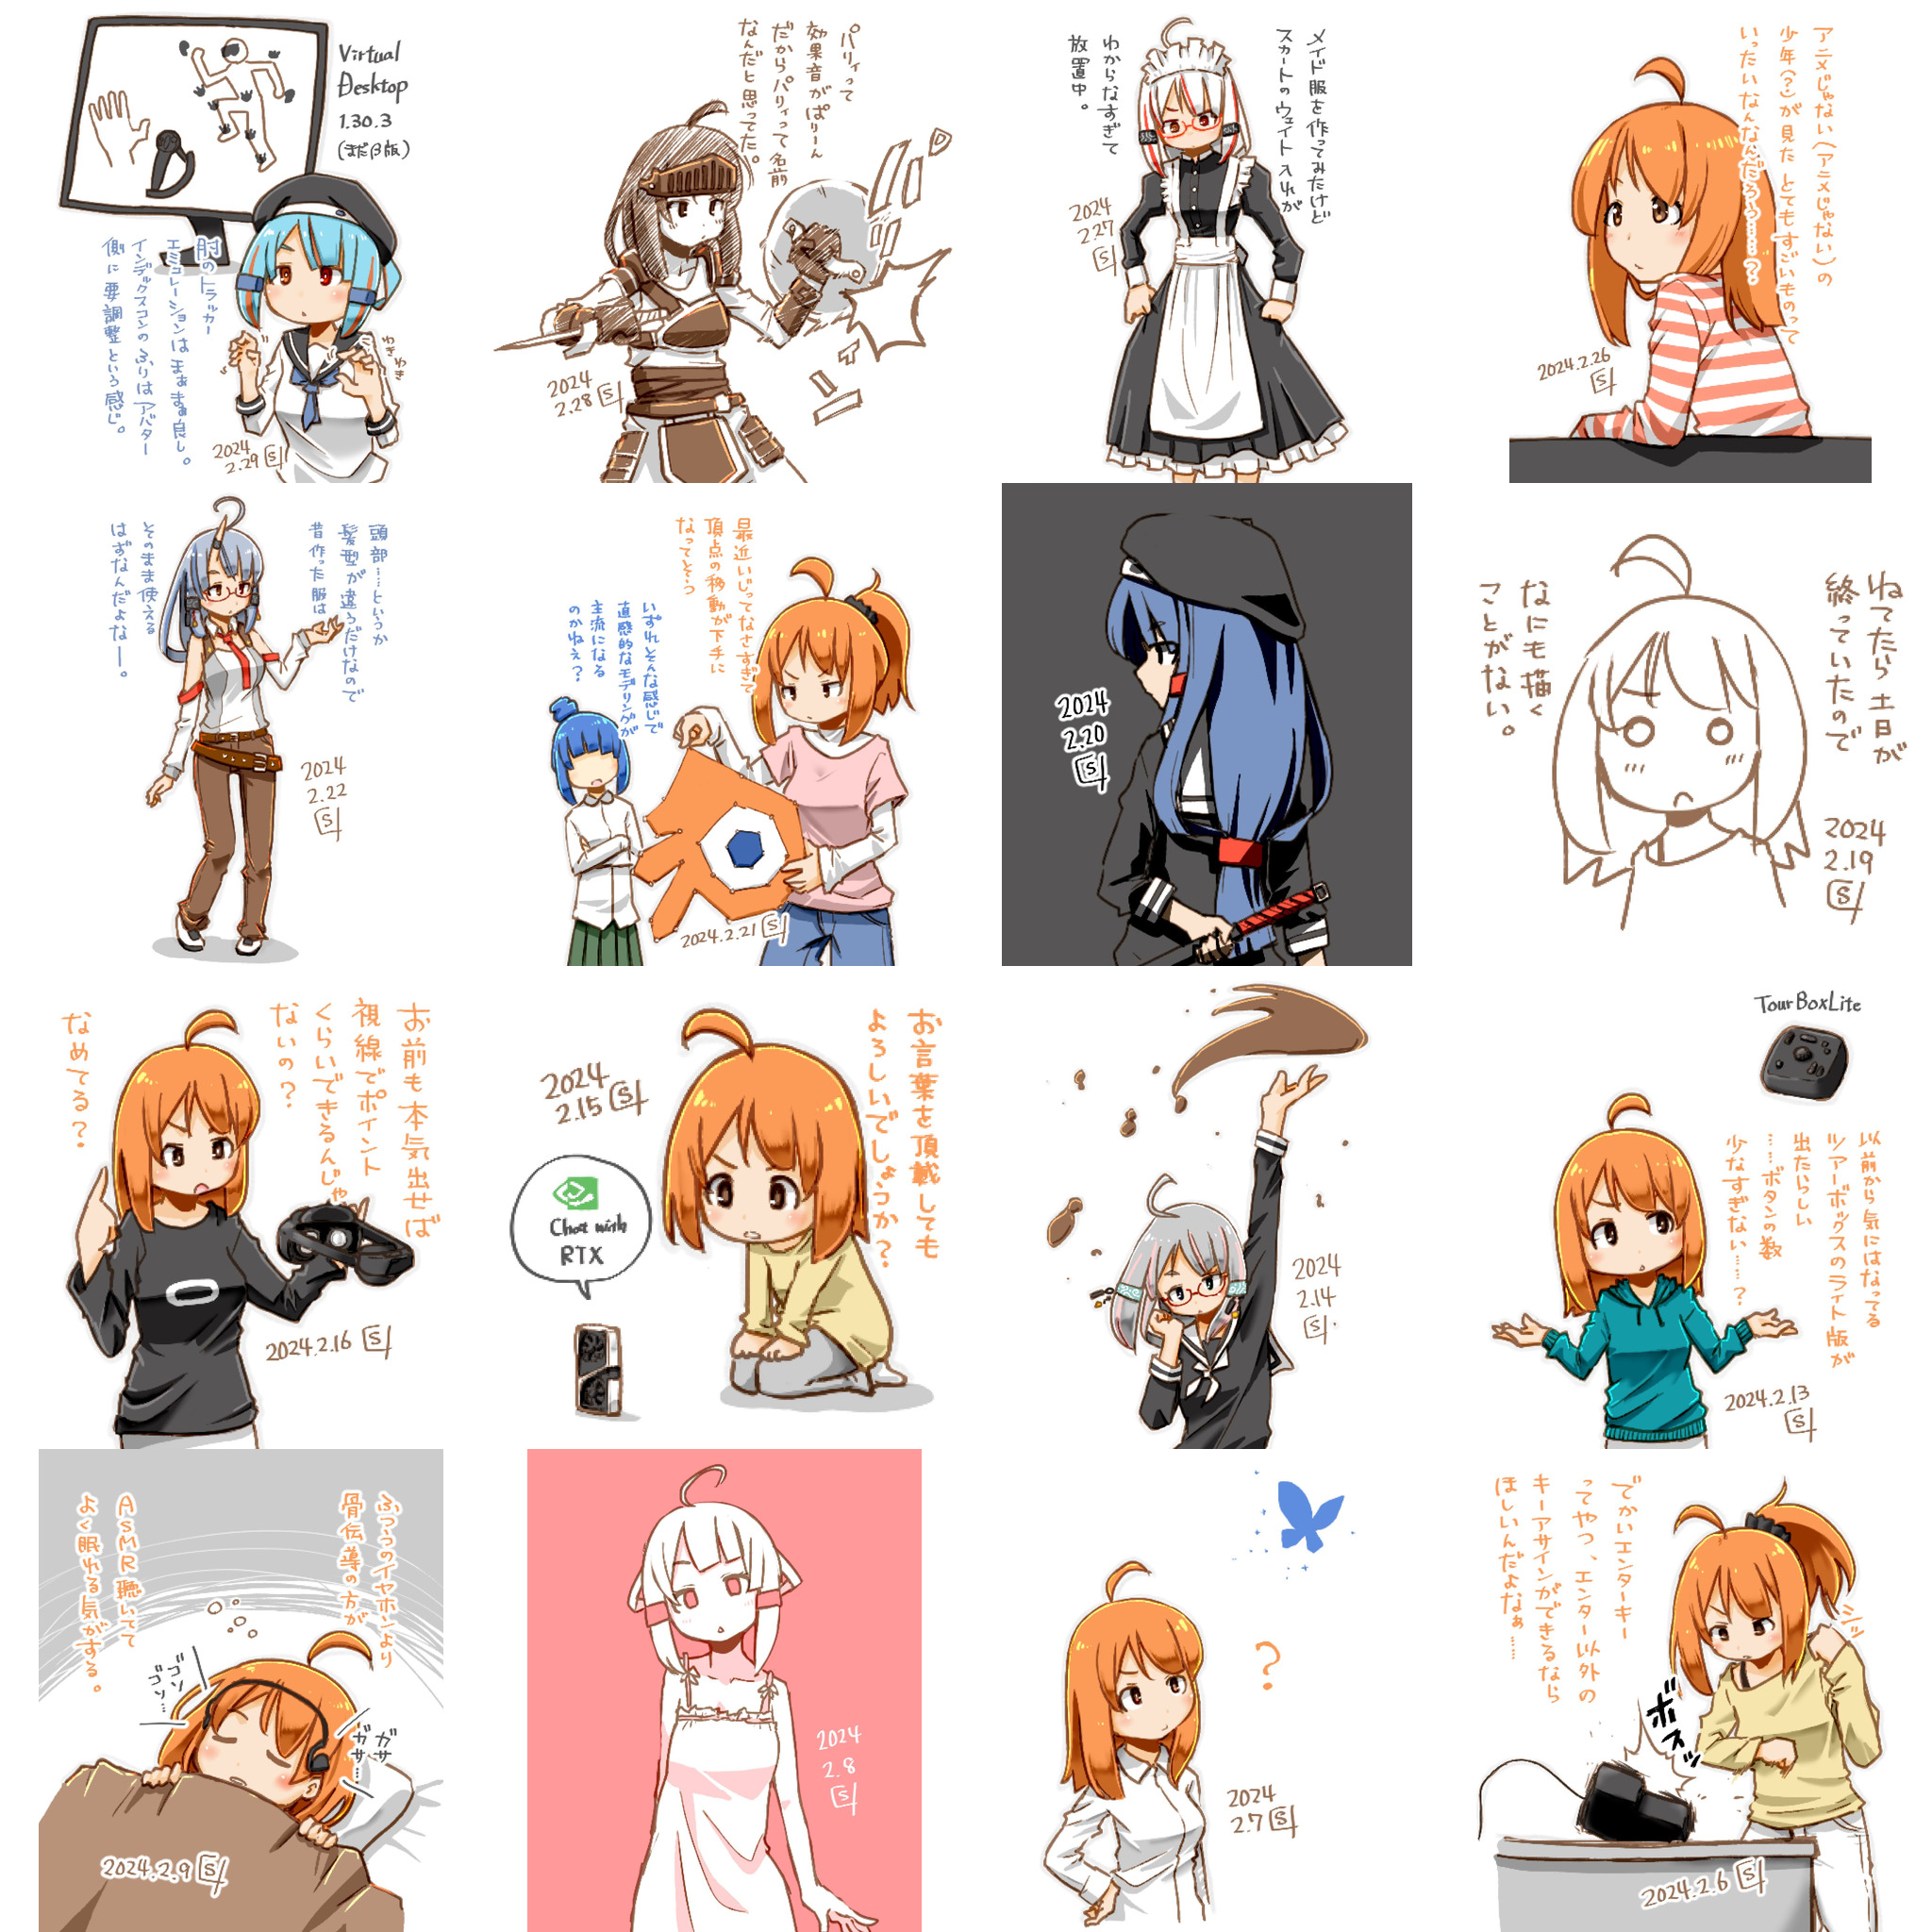 Virtual
Desktop
1.30.3
(まだβ版)
肘のトラッカー
エミュレーションはまぁまぁ良し。
インデックスコンのふりはアバター
側に要調整という感じ。
わき
わき
2024
2.29
S
パリィって
効果音がぱりーん
だからパリィって名前
なんだと思ってた。
2024
2.28
S
メイド服を作ってみたけど
スカートのウェイト入れが
わからなすぎて
放置中。
2024
2.27
S
アニメじゃない(アニメじゃない)の
少年(?)が見た とてもすごいものって
いったいなんなんだろう……?
2024.2.26
S
頭部……というか
髪型が違うだけなので
昔作った服は
そのまま使える
はずなんだよなー。
2024
2.22
S
最近いじってなさすぎて
頂点の移動が下手に
なってそう
いずれそんな感じで
直感的なモデリングが
主流になる
のかねえ?
2024.2.21
S
2024
2.20
S
ねてたら土日が
終っていたので
なにも描く
ことがない。
2024
2.19
S
お前も本気出せば
視線でポイント
くらいできるんじゃ
ないの?
なめてる?
2024.2.16
S
お言葉を頂戴しても
よろしいでしょうか?
2024
2.15
S
Chat with
RTX
2024
2.14
S
TourBoxLite
以前から気にはなってる
ツアーボックスのライト版が
出たらしい
……ボタンの数
少なすぎない……?
2024.2.13
S
ふつうのイヤホンより
骨伝導の方が
ASMR聴いてて
よく眠れる気がする。
ゴソ
ゴソ…
ガサ
ガサ…
2024.2.9
S
2024
2.8
S
?
2024
2.7
S
でかいエンターキー
ってやつ、エンター以外の
キーアサインができるなら
ほしいんだよなぁ……
ボスッ
2024.2.6
S